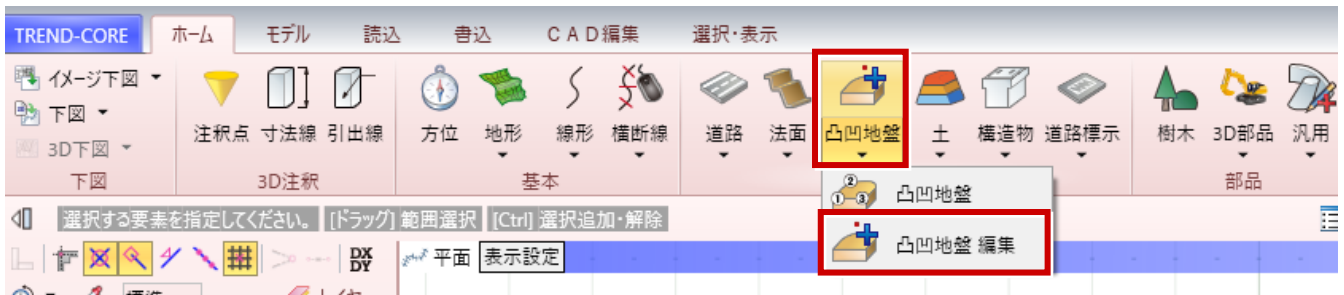 TREND-CORE ホーム モデル 読込 書込 CAD編集 選択・表示
イメージ下図
下図
3D下図
下図
注釈点 寸法線 引出線
3D注釈
方位 地形 線形 横断線
基本
道路 法面 凸凹地盤 土 構造物 道路標示
樹木 3D部品 汎用
部品
①②③ 凸凹地盤
凸凹地盤 編集
選択する要素を指定してください。 [ドラッグ] 範囲選択 [Ctrl] 選択追加・解除
DX
DY
平面 表示設定
標準
レイヤ